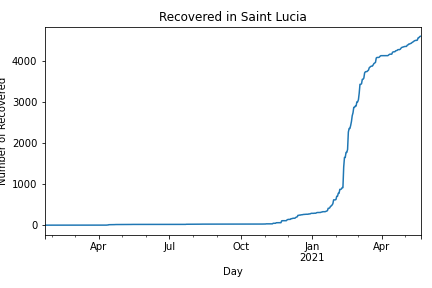 Recovered in Saint Lucia
Number of Recovered
4000
3000
2000
1000
0
Apr Jul Oct Jan Apr
2021
Day